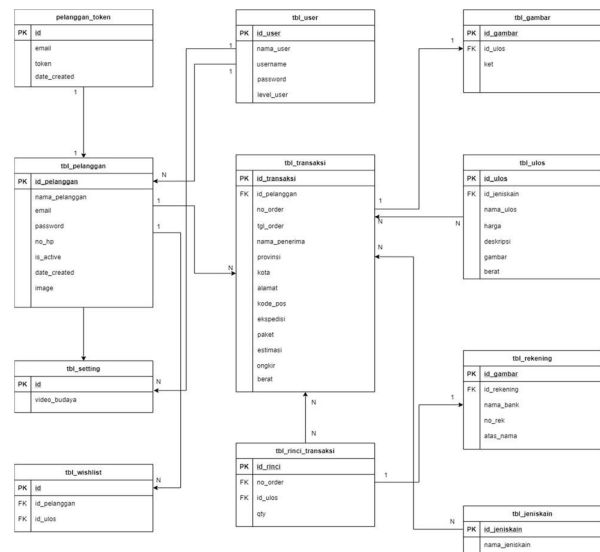 pelanggan_token
PK id
email
token
date_created
1
1
tbl_user
PK id_user
nama_user
username
password
level_user
1
1
tbl_gambar
PK id_gambar
FK id_ulos
ket
1
tbl_pelanggan
PK id_pelanggan
nama_pelanggan
email
password
no_hp
is_active
date_created
image
N
1
1
tbl_transaksi
PK id_transaksi
FK id_pelanggan
no_order
tgl_order
nama_penerima
provinsi
kota
alamat
kode_pos
ekspedisi
paket
estimasi
ongkir
berat
1
N
N
N
N
tbl_ulos
PK id_ulos
FK id_jeniskain
nama_ulos
harga
deskripsi
gambar
berat
N
tbl_setting
PK id
video_budaya
N
tbl_rekening
PK id_gambar
FK id_rekening
nama_bank
no_rek
atas_nama
1
tbl_wishlist
PK id
FK id_pelanggan
FK id_ulos
N
tbl_rinci_transaksi
PK id_rinci
FK no_order
FK id_ulos
qty
N
1
tbl_jeniskain
PK id_jeniskain
nama_jeniskain
N